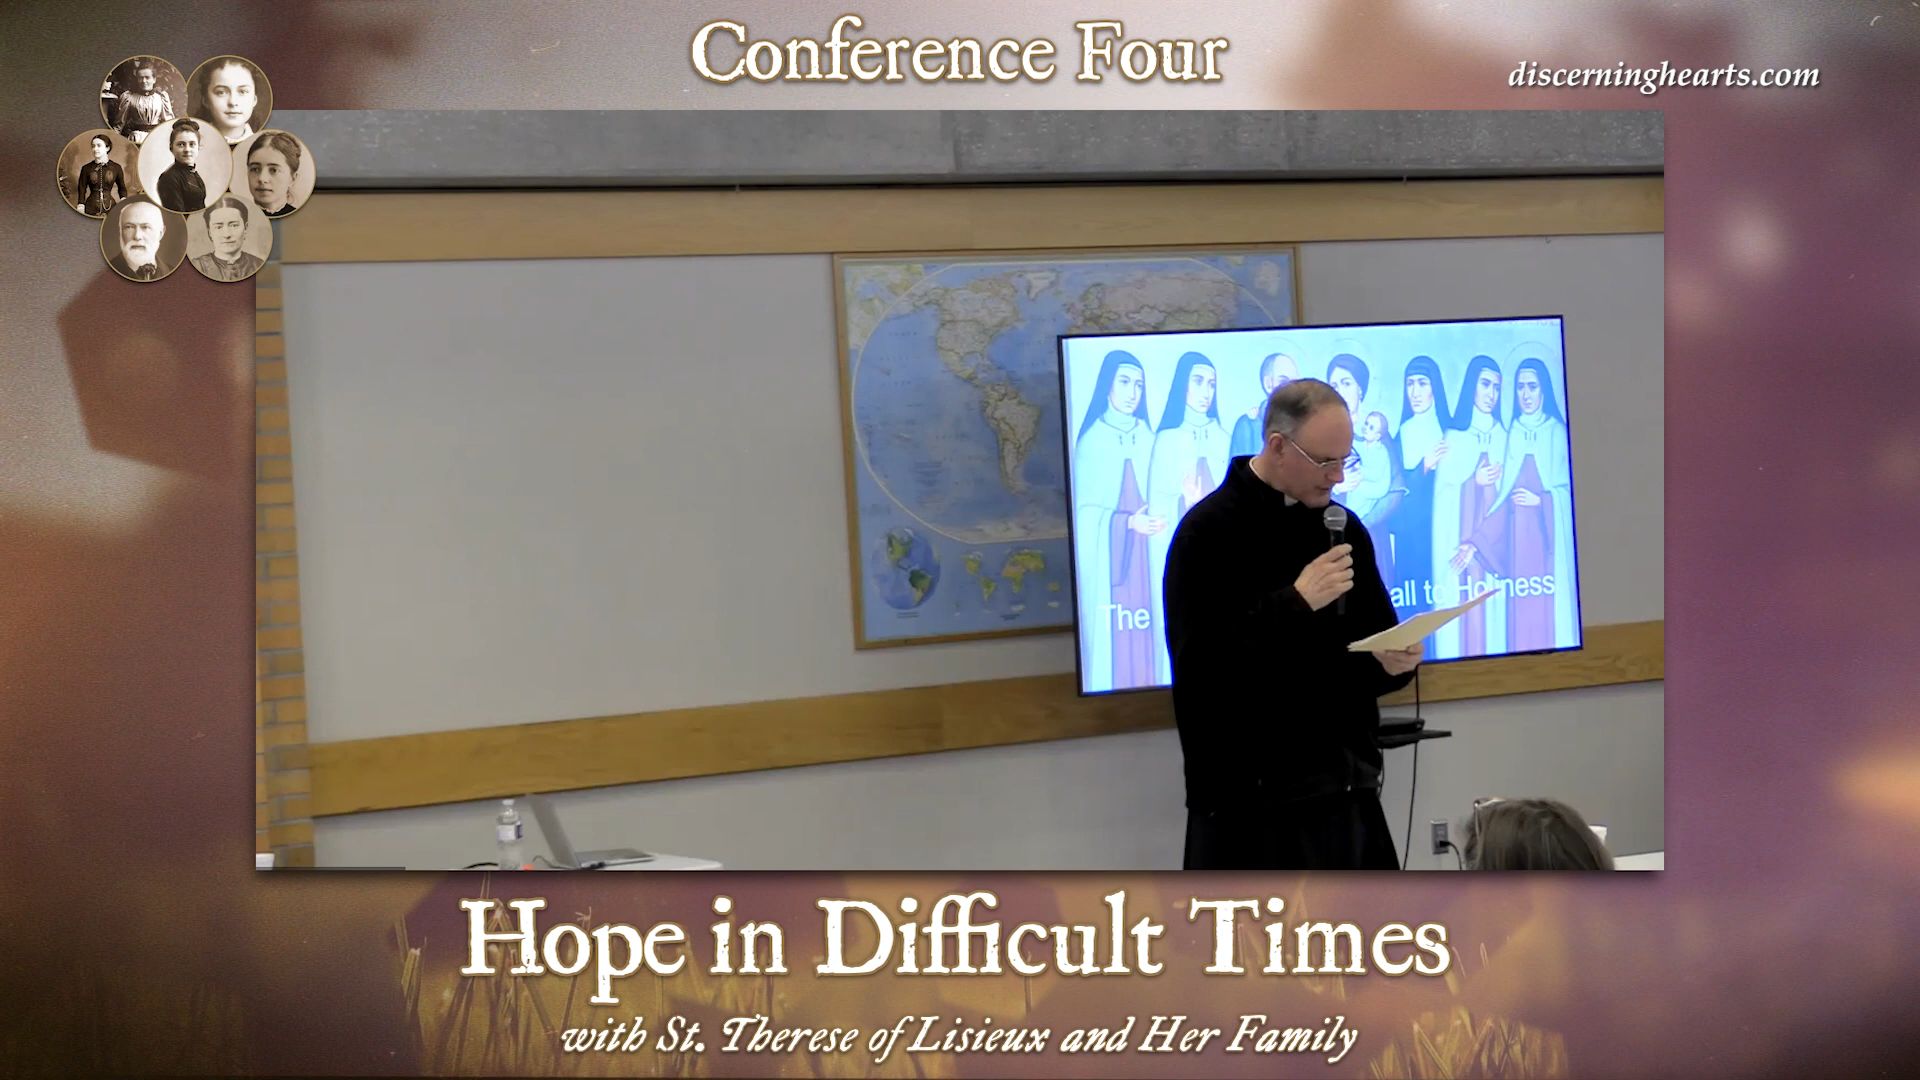 Conference Four
discerninghearts.com
The
all to Holiness
Hope in Difficult Times
with St. Therese of Lisieux and Her Family